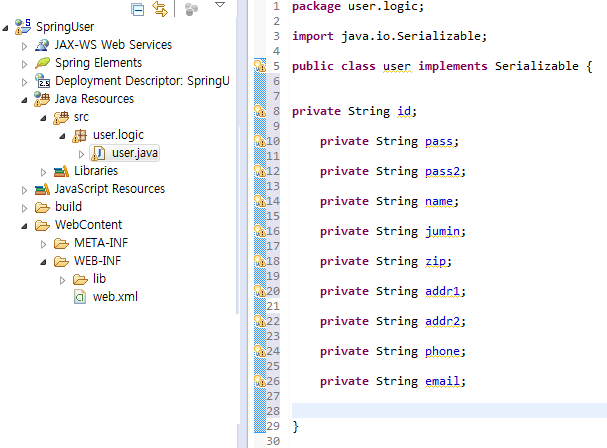 SpringUser
JAX-WS Web Services
Spring Elements
Deployment Descriptor: SpringU
Java Resources
src
user.logic
user.java
Libraries
JavaScript Resources
build
WebContent
META-INF
WEB-INF
lib
web.xml
1 package user.logic;
2
3 import java.io.Serializable;
4
5 public class user implements Serializable {
6
7
8 private String id;
9
10 private String pass;
11
12 private String pass2;
13
14 private String name;
15
16 private String jumin;
17
18 private String zip;
19
20 private String addr1;
21
22 private String addr2;
23
24 private String phone;
25
26 private String email;
27
28
29 }
30